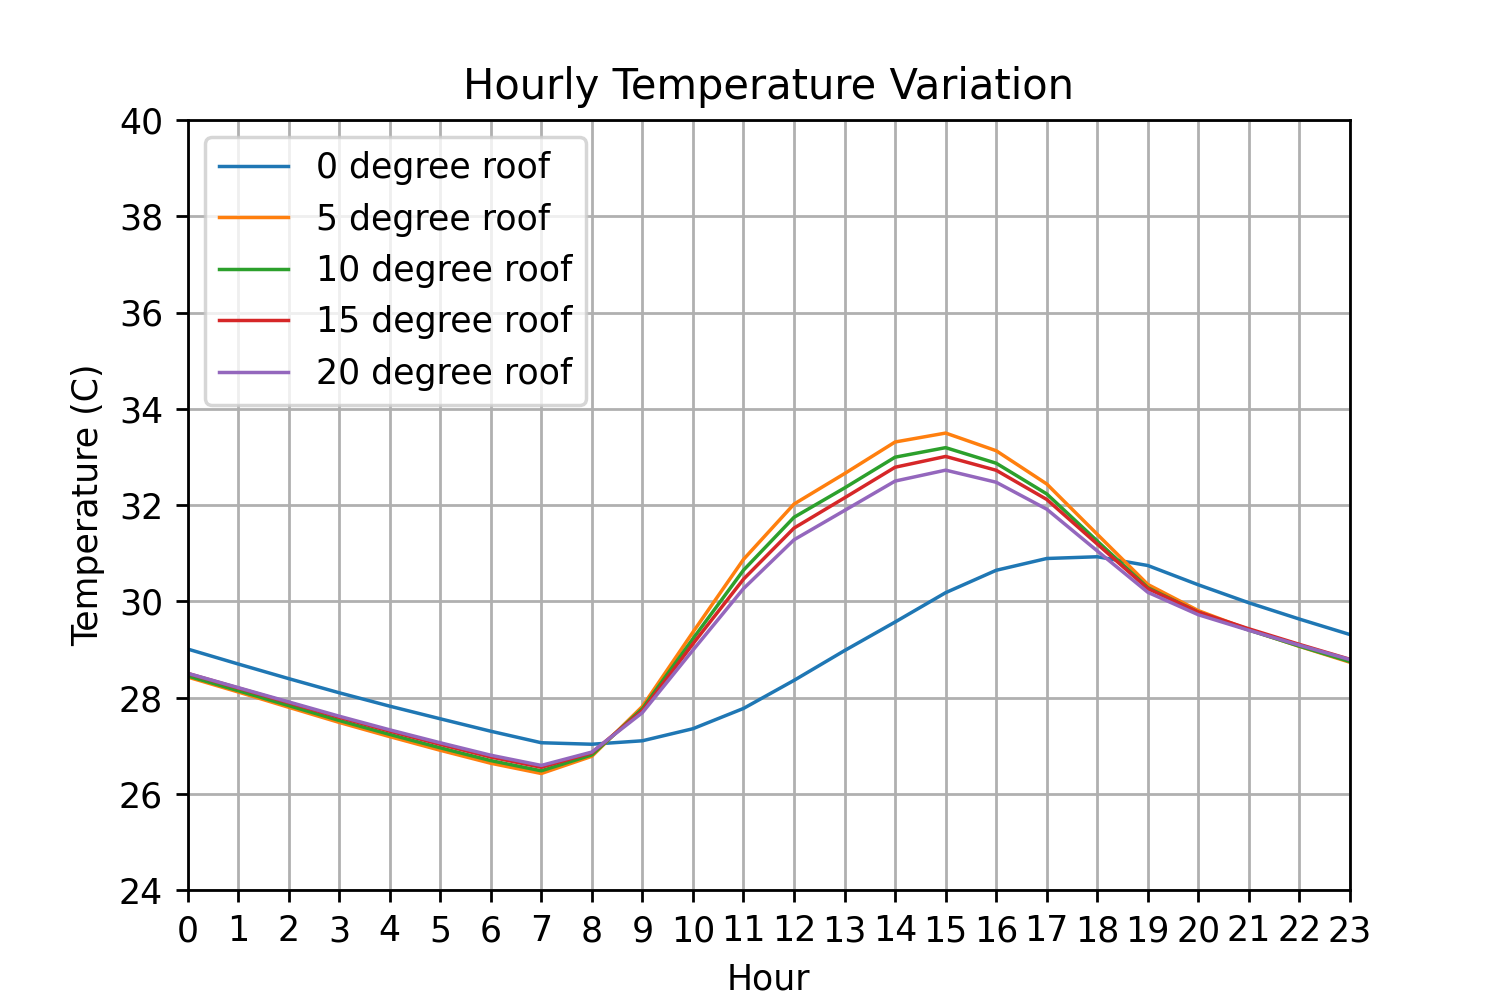 Hourly Temperature Variation
40
38
36
34
32
30
28
26
24
Temperature (C)
0 degree roof
5 degree roof
10 degree roof
15 degree roof
20 degree roof
0 1 2 3 4 5 6 7 8 9 10 11 12 13 14 15 16 17 18 19 20 21 22 23
Hour